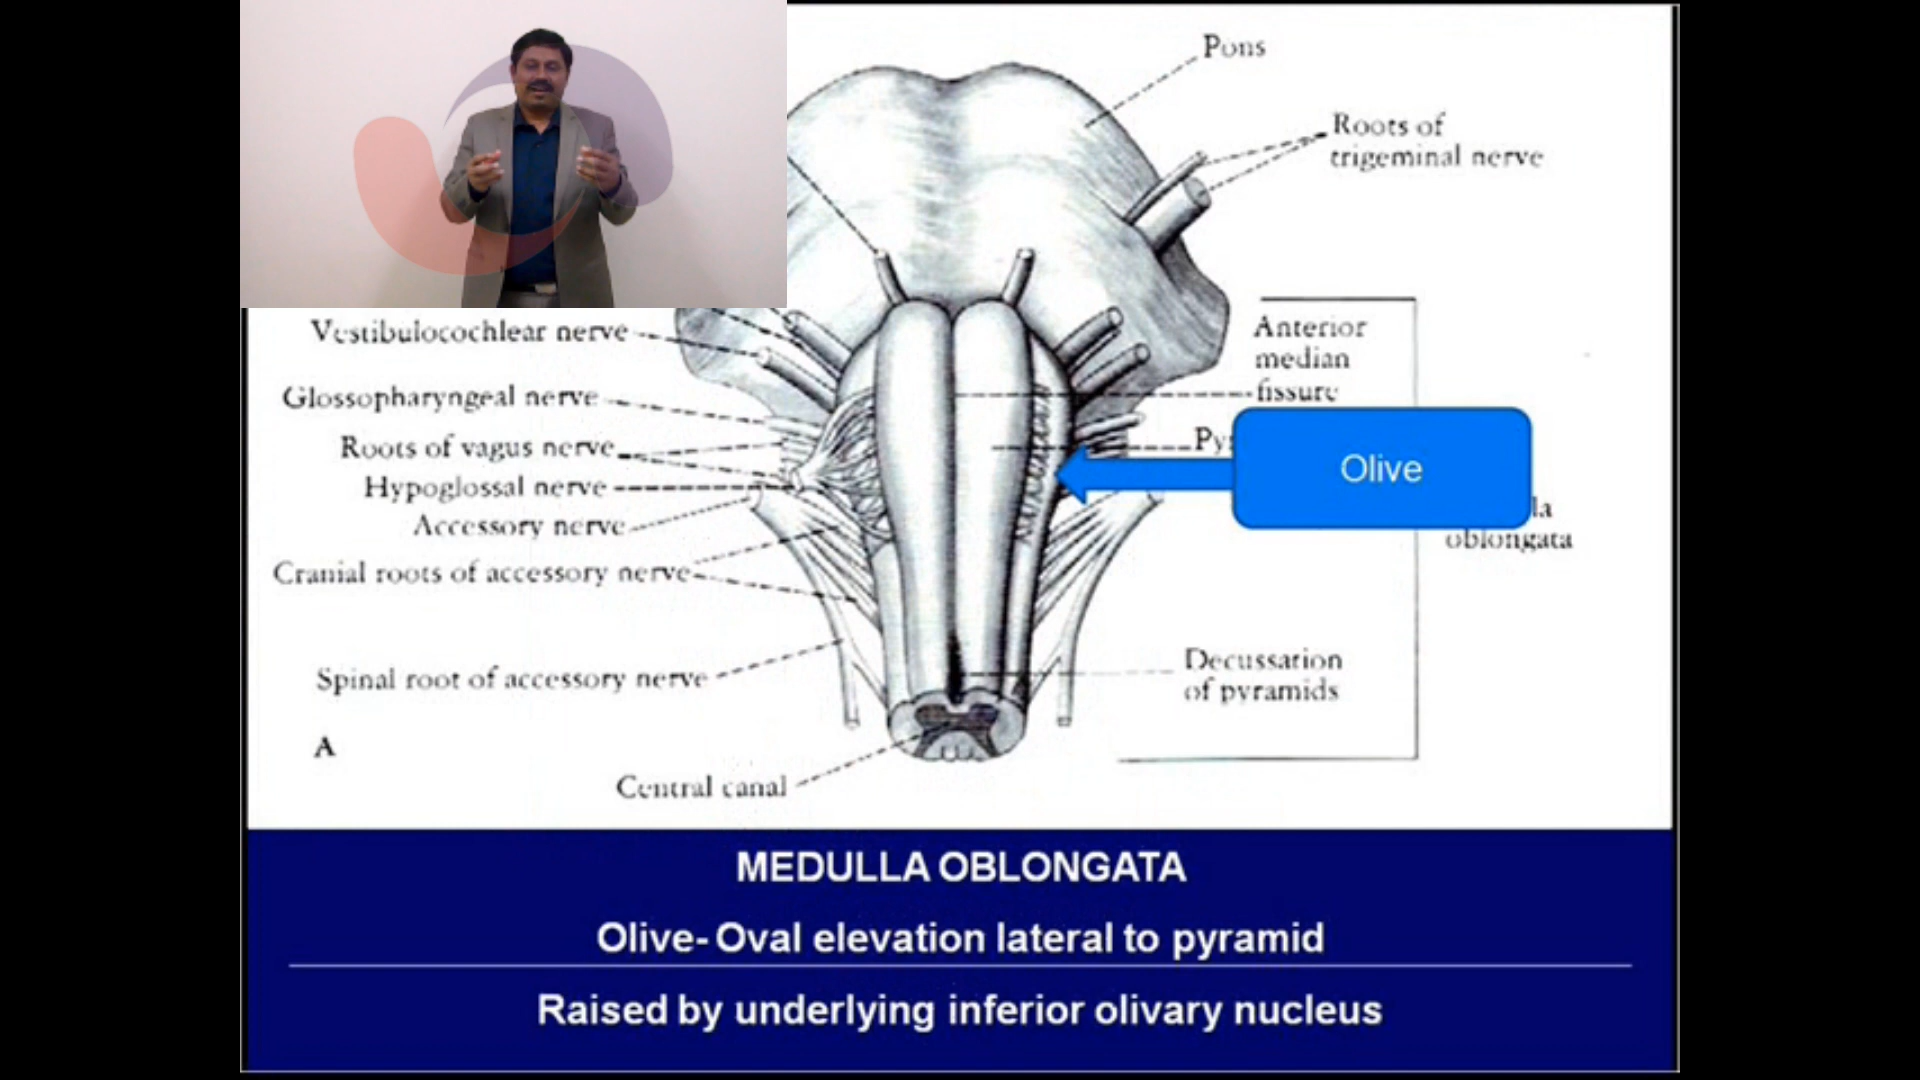 Pons
Roots of
trigeminal nerve
Vestibulocochlear nerve
Glossopharyngeal nerve
Roots of vagus nerve
Hypoglossal nerve
Accessory nerve
Cranial roots of accessory nerve
Spinal root of accessory nerve
A
Central canal
Anterior
median
fissure
Olive
oblongata
Decussation
of pyramids
MEDULLA OBLONGATA
Olive- Oval elevation lateral to pyramid
Raised by underlying inferior olivary nucleus